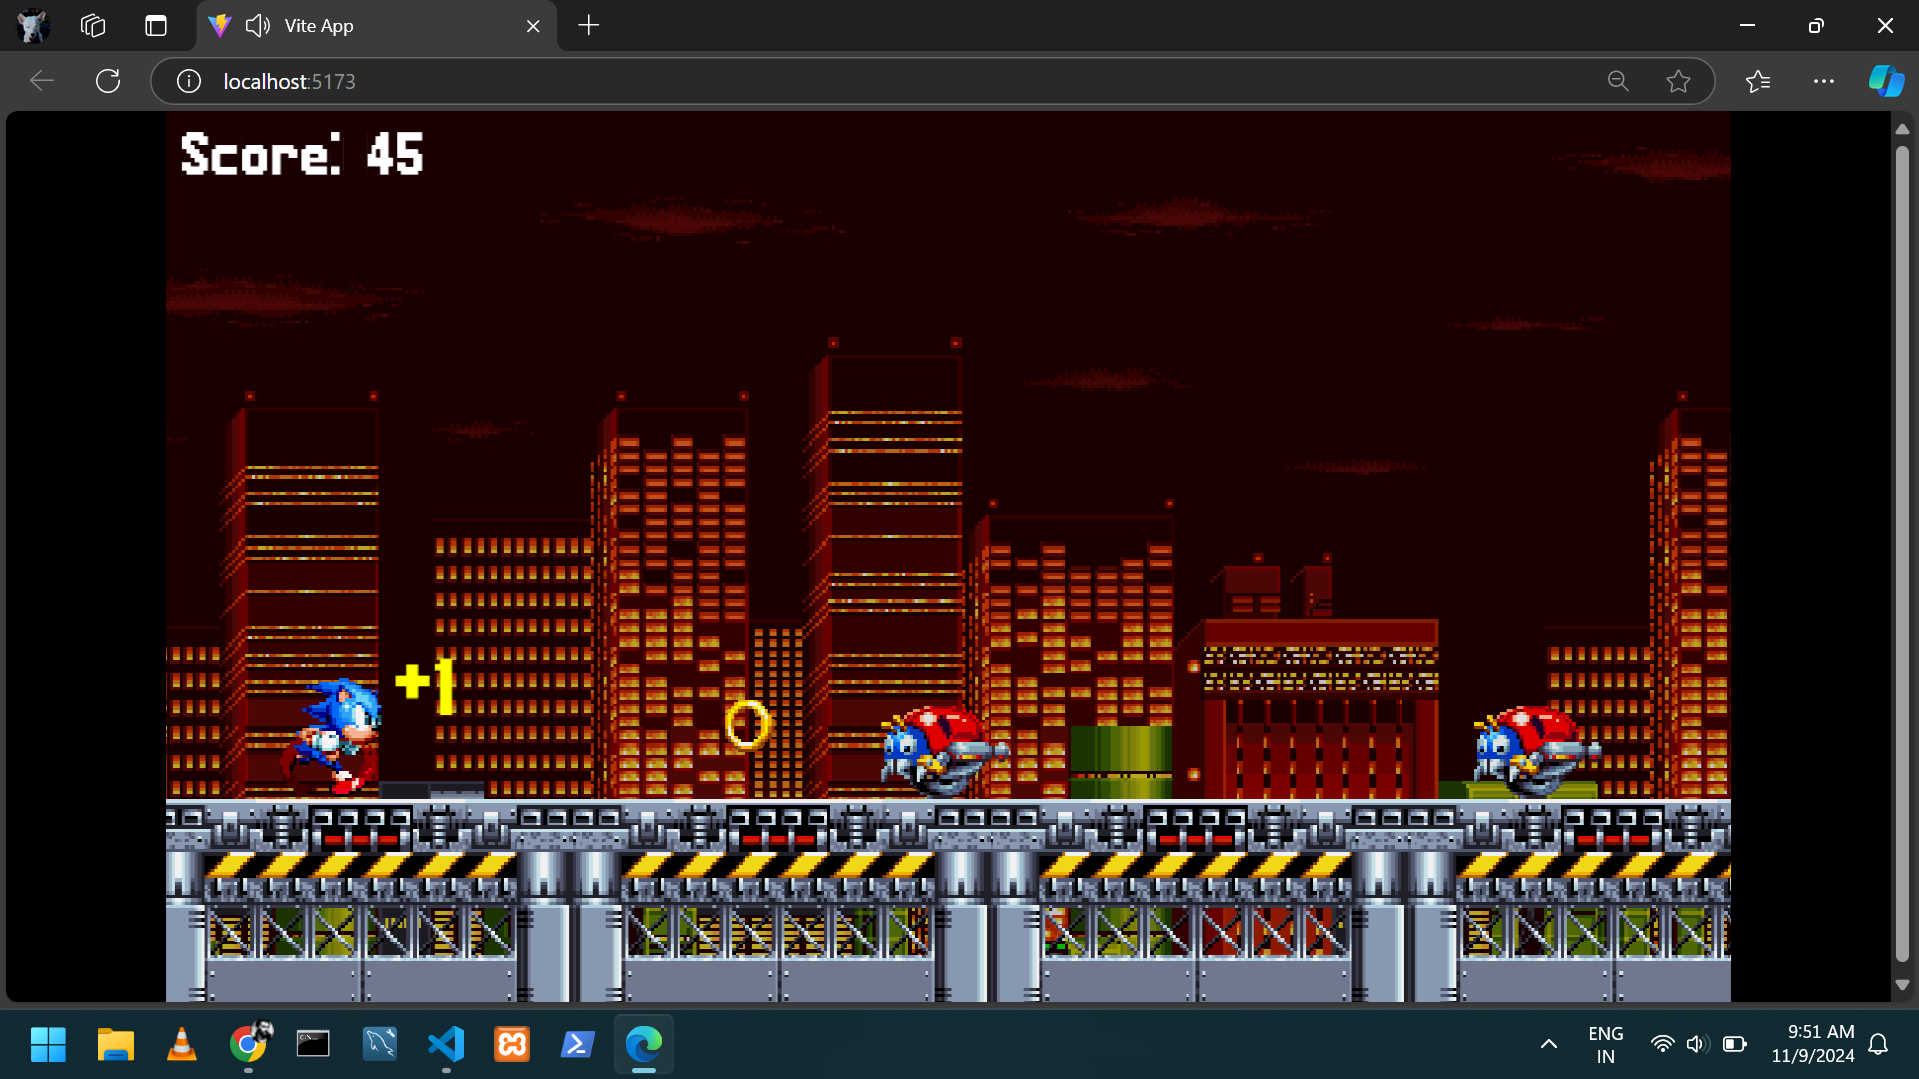 Vite App
localhost:5173
Score: 45
+1
ENG
IN
9:51 AM
11/9/2024